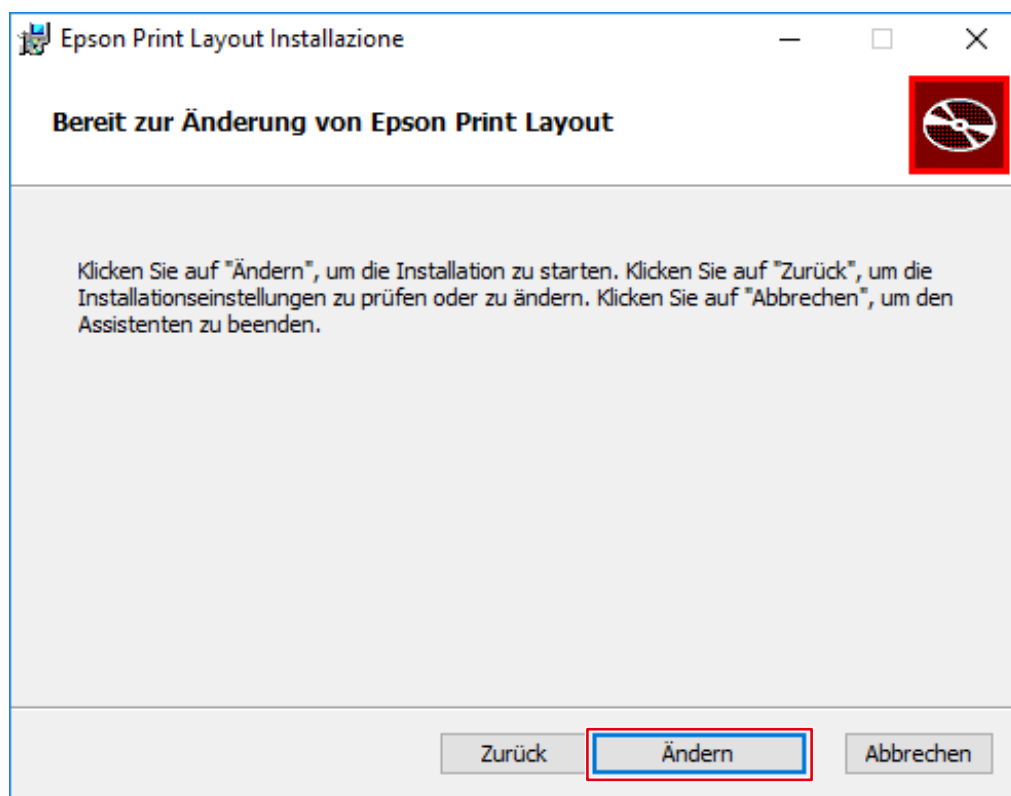 Epson Print Layout Installazione
Bereit zur Änderung von Epson Print Layout
Klicken Sie auf "Ändern", um die Installation zu starten. Klicken Sie auf "Zurück", um die
Installationseinstellungen zu prüfen oder zu ändern. Klicken Sie auf "Abbrechen", um den
Assistenten zu beenden.
Zurück Ändern Abbrechen